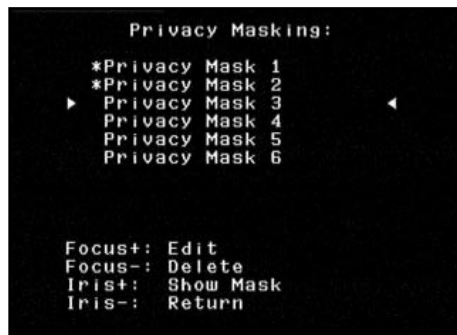 Privacy Masking:
*Privacy Mask 1
*Privacy Mask 2
Privacy Mask 3
Privacy Mask 4
Privacy Mask 5
Privacy Mask 6
Focus+: Edit
Focus-: Delete
Iris+: Show Mask
Iris-: Return